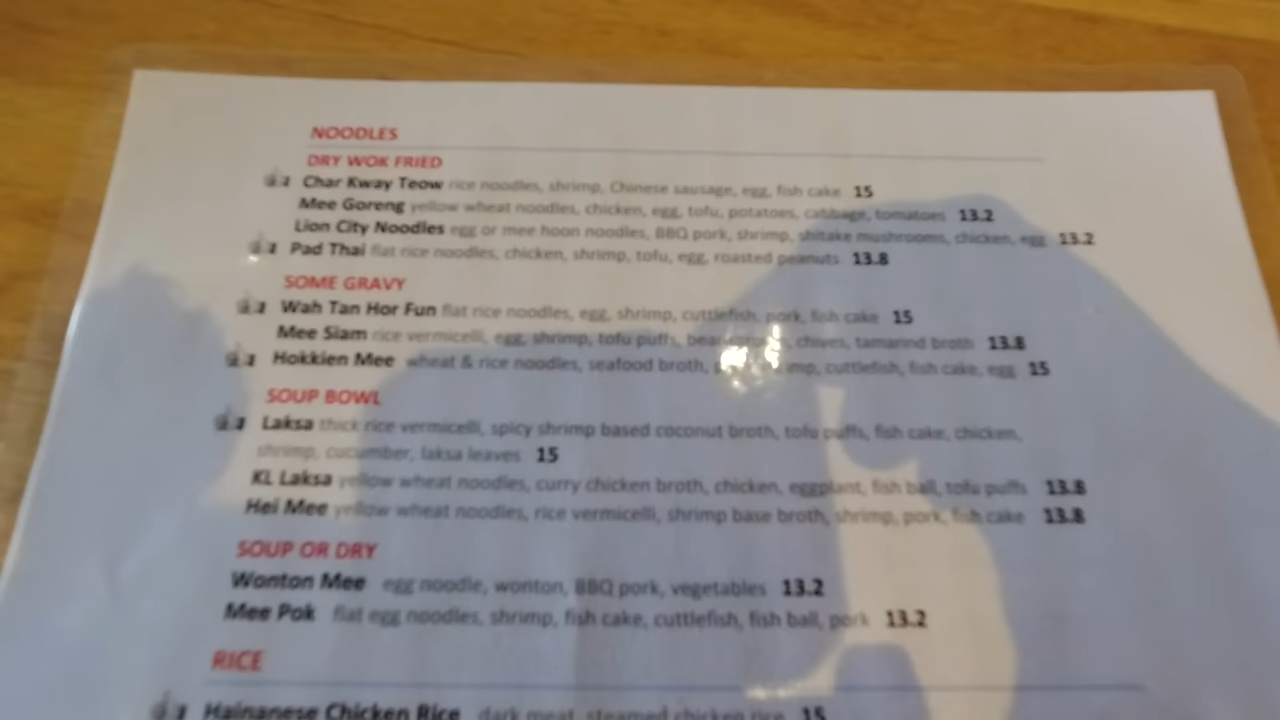 NOODLES
DRY WOK FRIED
Char Kway Teow rice noodles, shrimp, Chinese sausage, egg, fish cake 15
Mee Goreng yellow wheat noodles, chicken, egg, tofu, potatoes, cabbage, tomatoes 13.2
Lion City Noodles egg or mee hoon noodles, BBQ pork, shrimp, shitake mushrooms, chicken, egg 13.2
Pad Thai flat rice noodles, chicken, shrimp, tofu, egg, roasted peanuts 13.8
SOME GRAVY
Wah Tan Hor Fun flat rice noodles, egg, shrimp, cuttlefish, pork, fish cake 15
Mee Siam rice vermicelli, egg, shrimp, tofu puffs, chives, tamarind broth 13.8
Hokkien Mee wheat & rice noodles, seafood broth, cuttlefish, fish cake, egg 15
SOUP BOWL
Laksa thick rice vermicelli, spicy shrimp based coconut broth, tofu puffs, fish cake, chicken,
shrimp, cucumber, laksa leaves 15
KL Laksa yellow wheat noodles, curry chicken broth, chicken, eggplant, fish ball, tofu puffs 13.8
Hei Mee yellow wheat noodles, rice vermicelli, shrimp base broth, shrimp, pork, fish cake 13.8
SOUP OR DRY
Wonton Mee egg noodle, wonton, BBQ pork, vegetables 13.2
Mee Pok flat egg noodles, shrimp, fish cake, cuttlefish, fish ball, pork 13.2
RICE
Hainanese Chicken Rice dark meat, steamed chicken rice 15